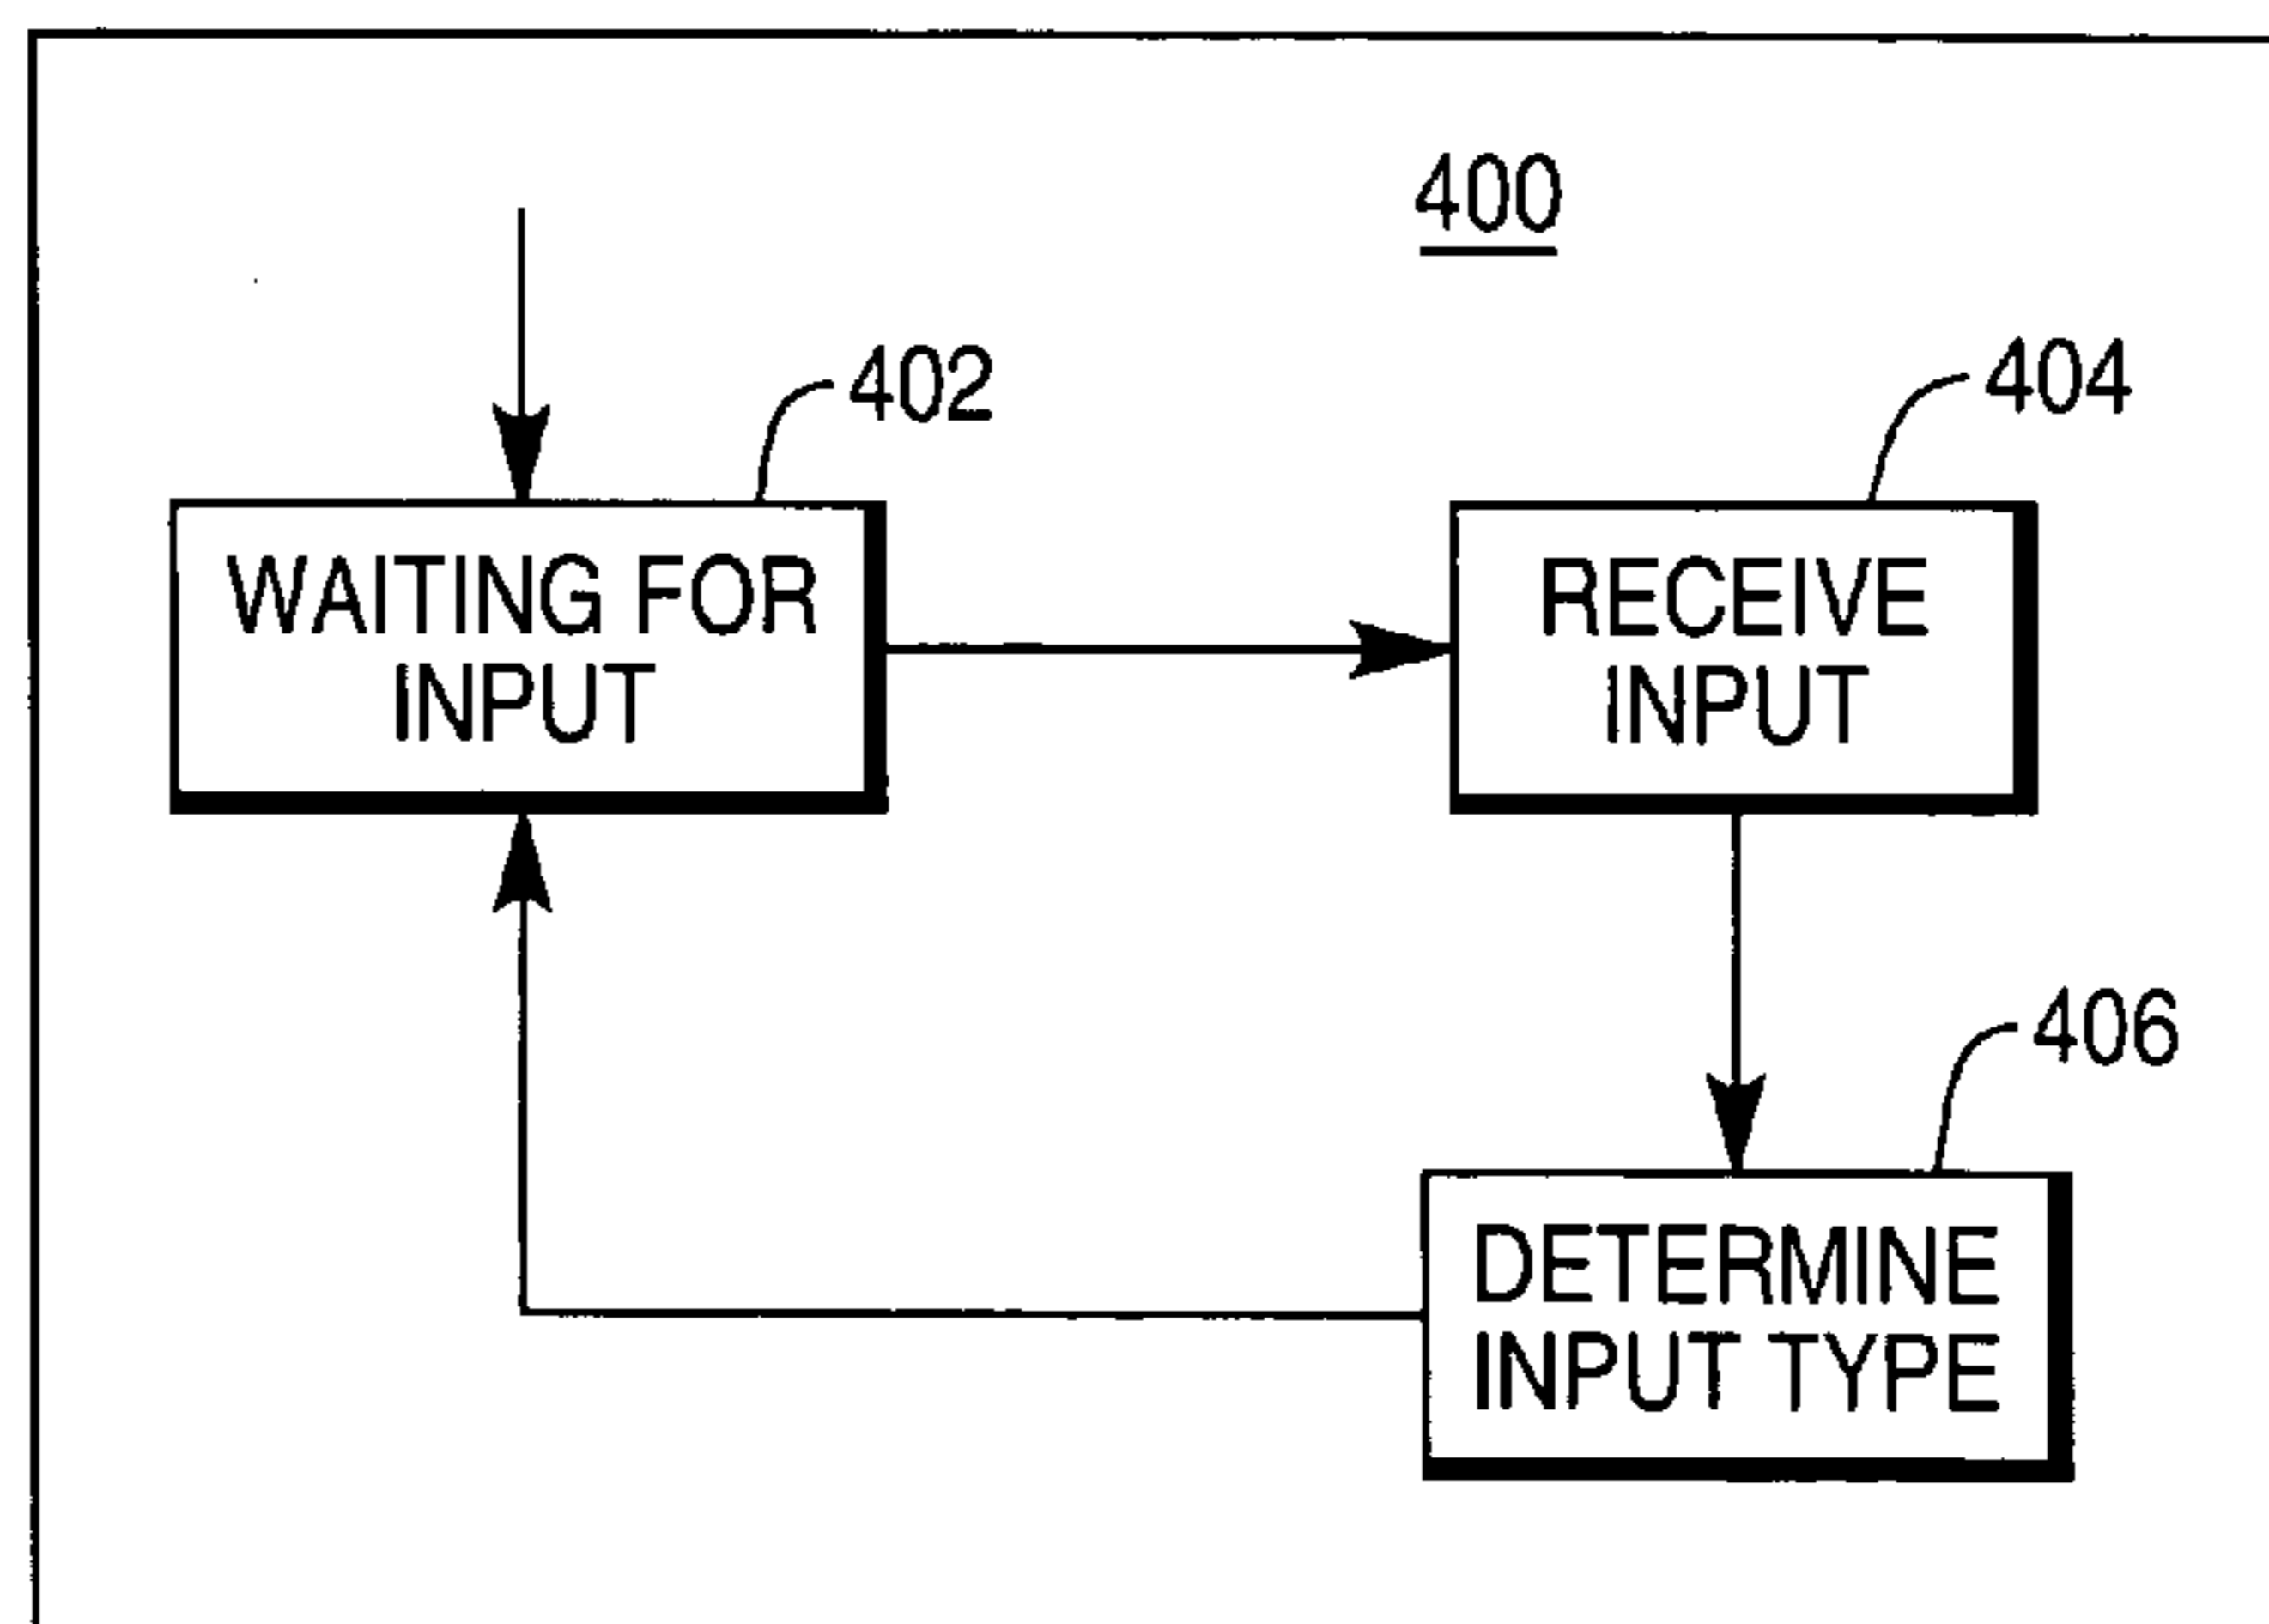 400
402
404
WAITING FOR
INPUT
RECEIVE
INPUT
406
DETERMINE
INPUT TYPE